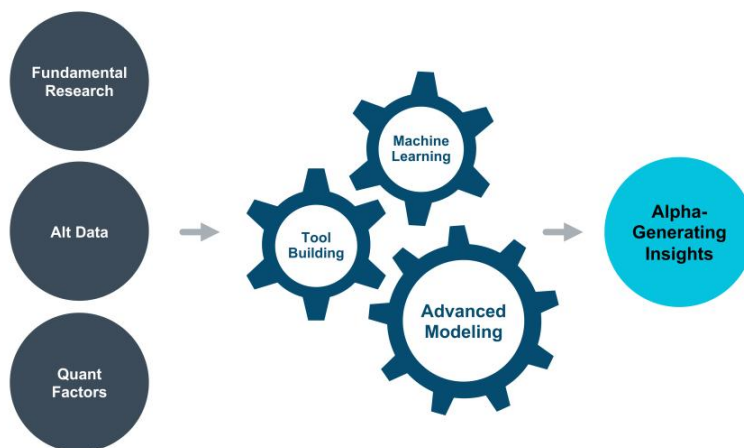 Fundamental
Research
Alt Data
Quant
Factors
Machine
Learning
Tool
Building
Advanced
Modeling
Alpha-
Generating
Insights